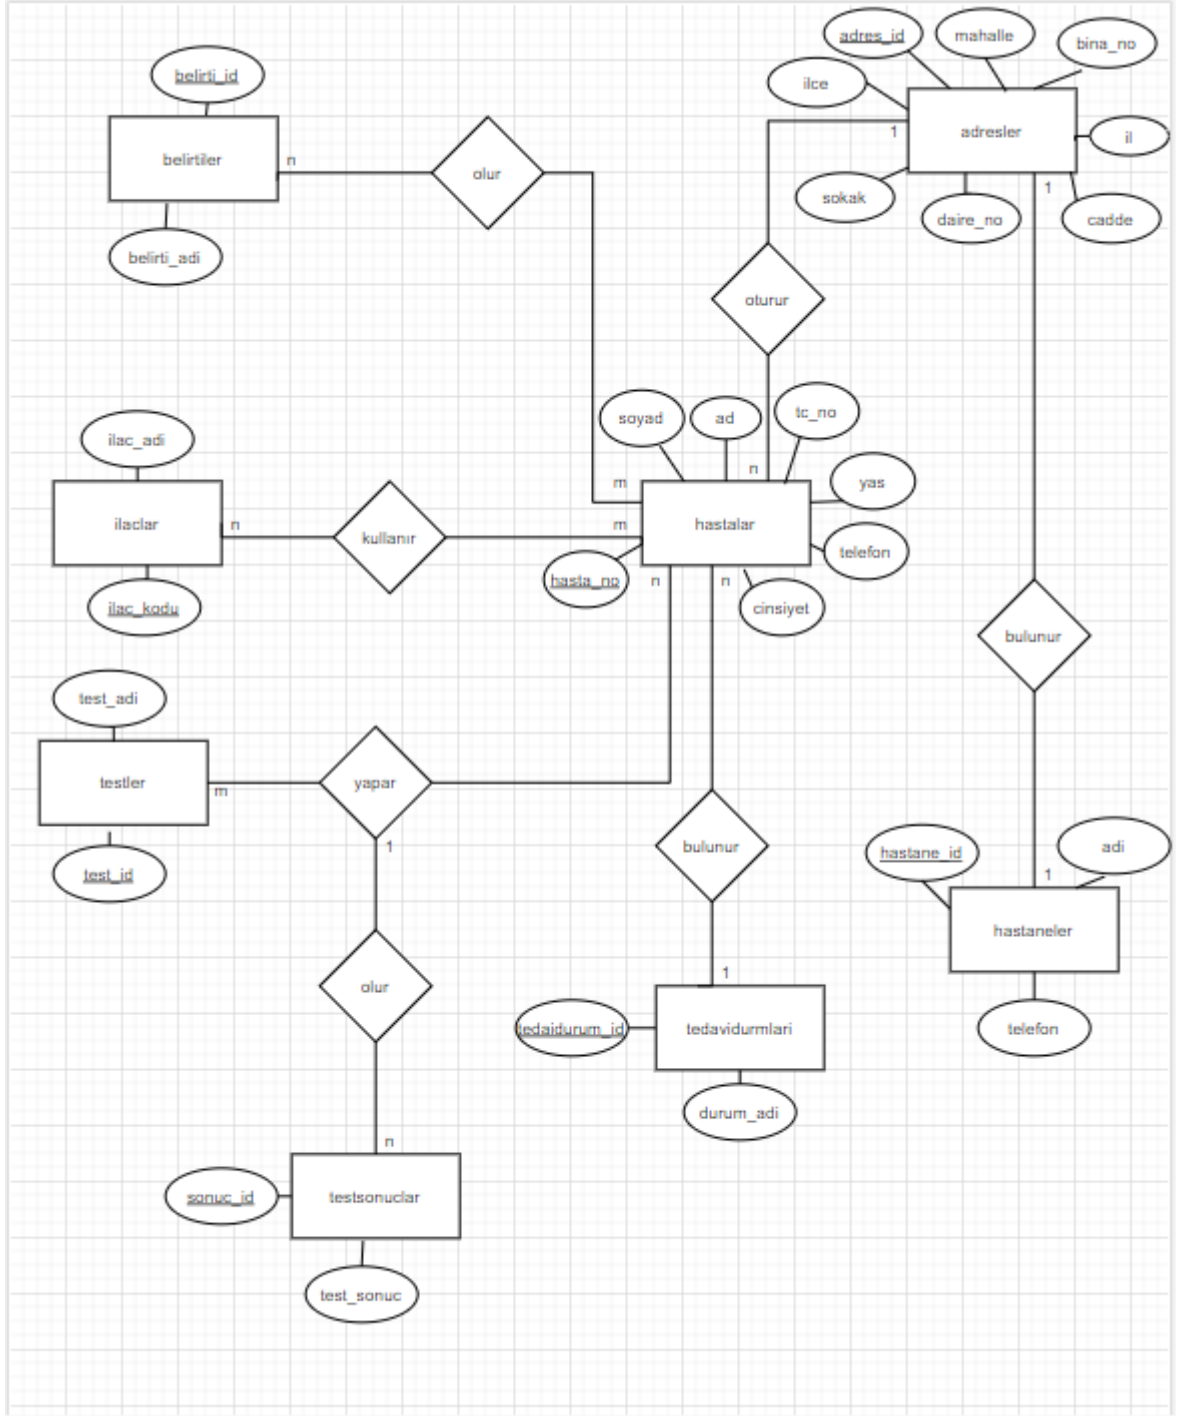 adres_id
mahalle
bina_no
belirti_id
ilce
belirtiler
n
olur
1
adresler
il
sokak
1
daire_no
cadde
belirti_adi
oturur
ilac_adi
soyad
ad
tc_no
n
yas
m
ilaclar
n
kullanır
m
hastalar
telefon
ilac_kodu
hasta_no
n
n
cinsiyet
bulunur
test_adi
testler
m
yapar
1
bulunur
test_id
hastane_id
adi
1
hastaneler
olur
1
tedaidurum_id
tedavidurmlari
telefon
durum_adi
n
sonuc_id
testsonuclar
test_sonuc